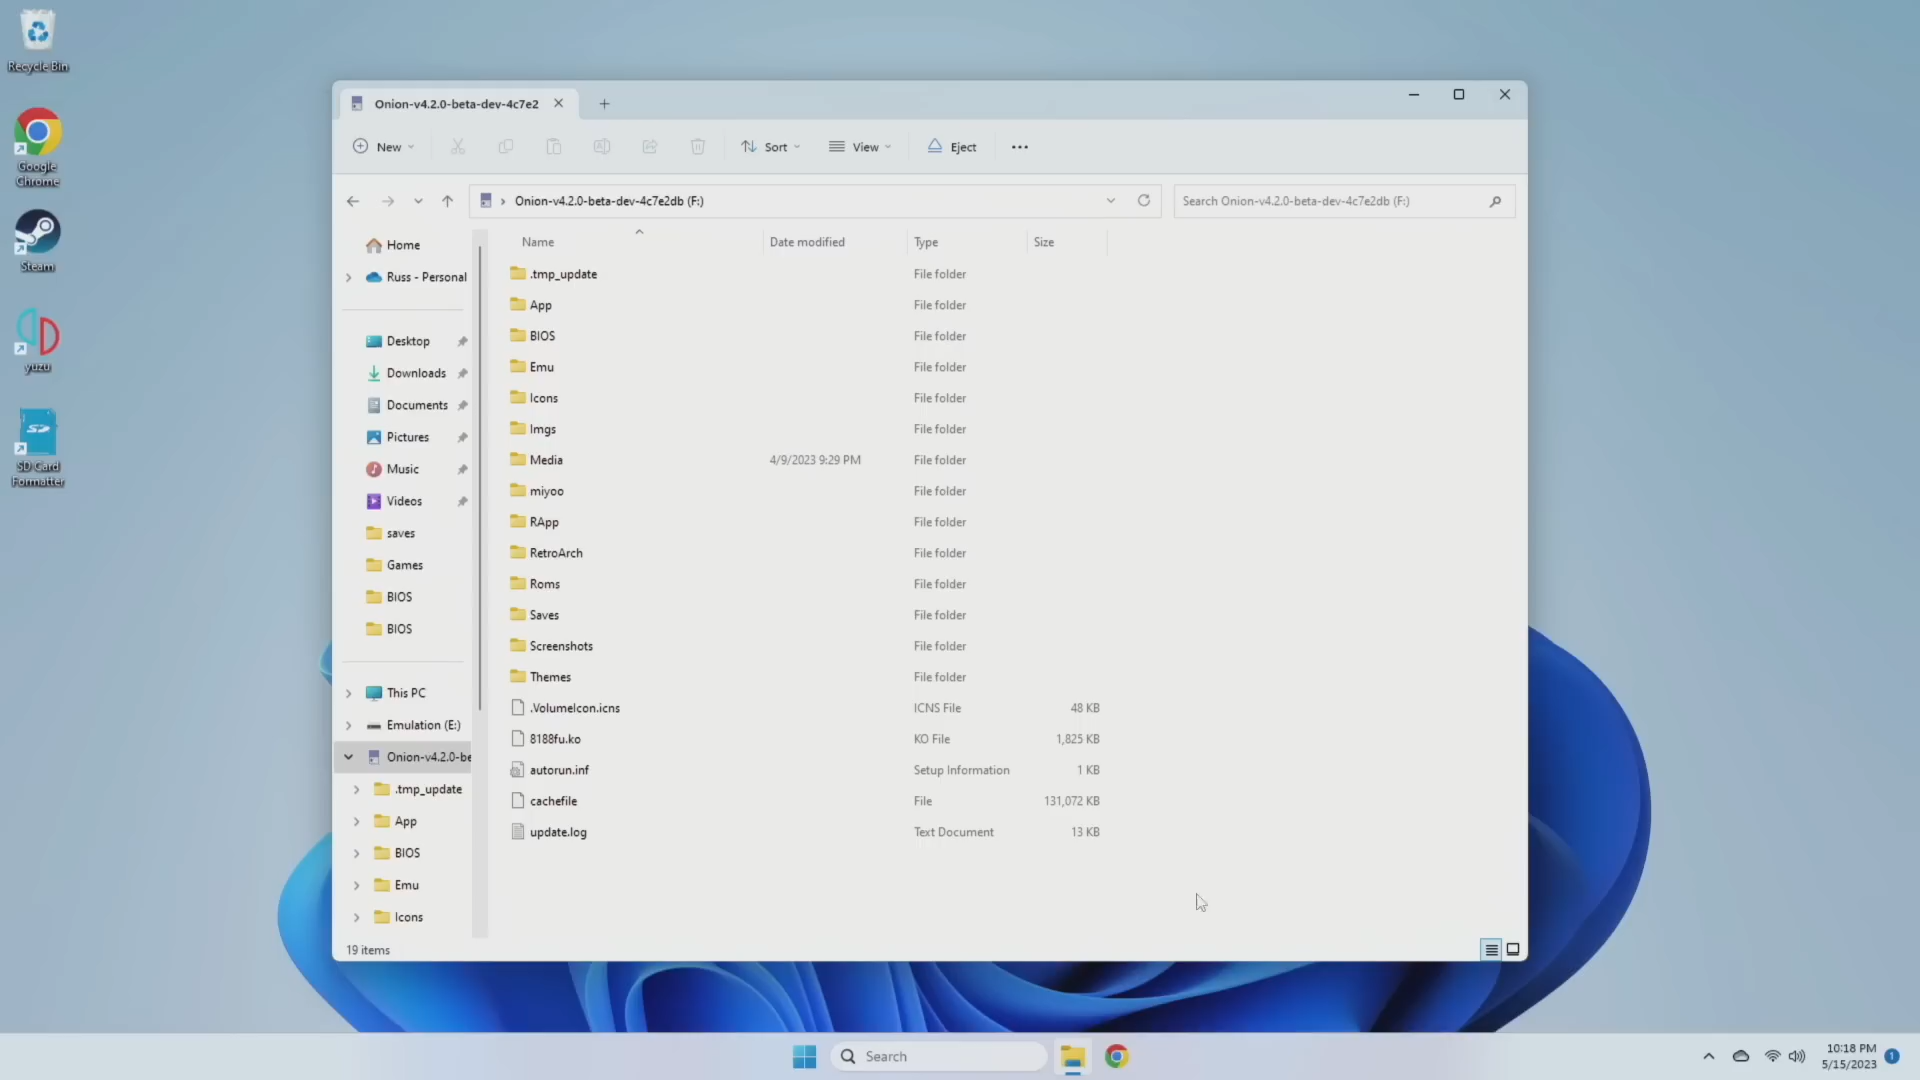 Recycle Bin
Google
Chrome
Steam
yuzu
SD Card
Formatter
Onion-v4.2.0-beta-dev-4c7e2
New
Sort
View
Eject
Onion-v4.2.0-beta-dev-4c7e2db (F:)
Search Onion-v4.2.0-beta-dev-4c7e2db (F:)
Home
Russ - Personal
Desktop
Downloads
Documents
Pictures
Music
Videos
saves
Games
BIOS
BIOS
This PC
Emulation (E:)
Onion-v4.2.0-be
.tmp_update
App
BIOS
Emu
Icons
Name Date modified Type Size
.tmp_update File folder
App File folder
BIOS File folder
Emu File folder
Icons File folder
Imgs File folder
Media 4/9/2023 9:29 PM File folder
miyoo File folder
RApp File folder
RetroArch File folder
Roms File folder
Saves File folder
Screenshots File folder
Themes File folder
.VolumeIcon.icns ICNS File 48 KB
8188fu.ko KO File 1,825 KB
autorun.inf Setup Information 1 KB
cachefile File 131,072 KB
update.log Text Document 13 KB
19 items
Search
10:18 PM
5/15/2023
1